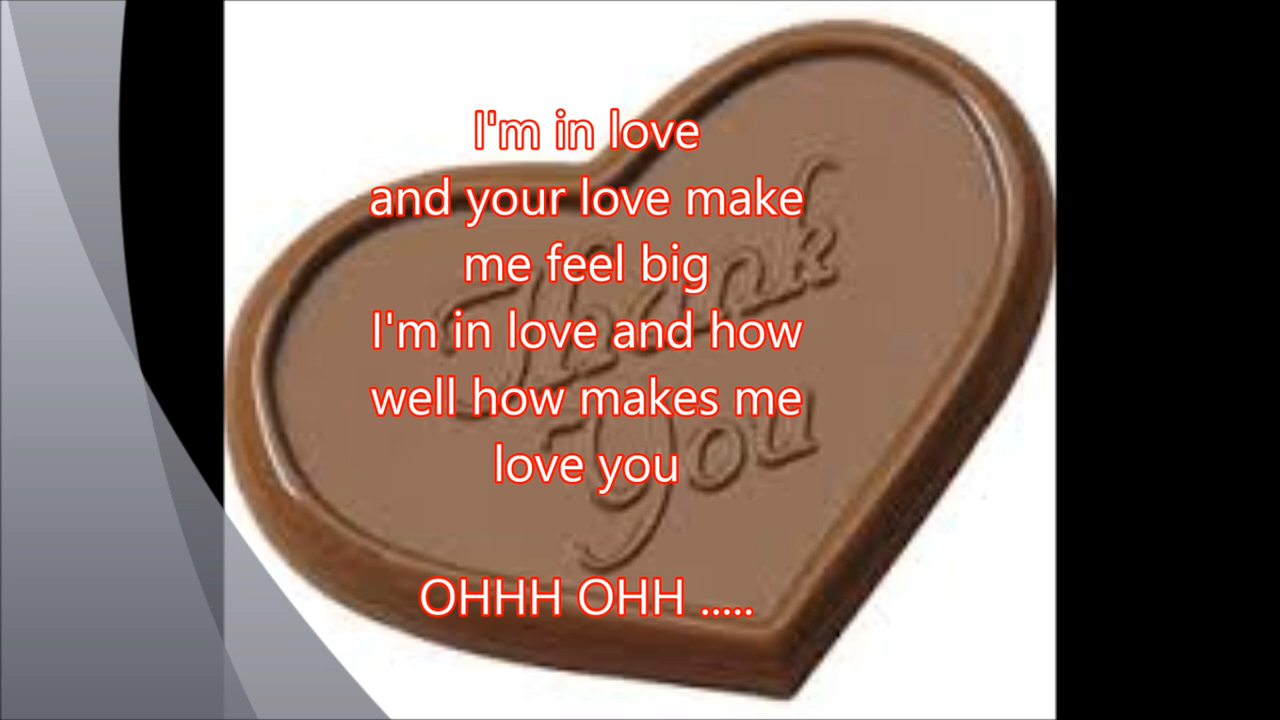 I'm in love
and your love make
me feel big
I'm in love and how
well how makes me
love you
OHHH OHH .....
Thank
You